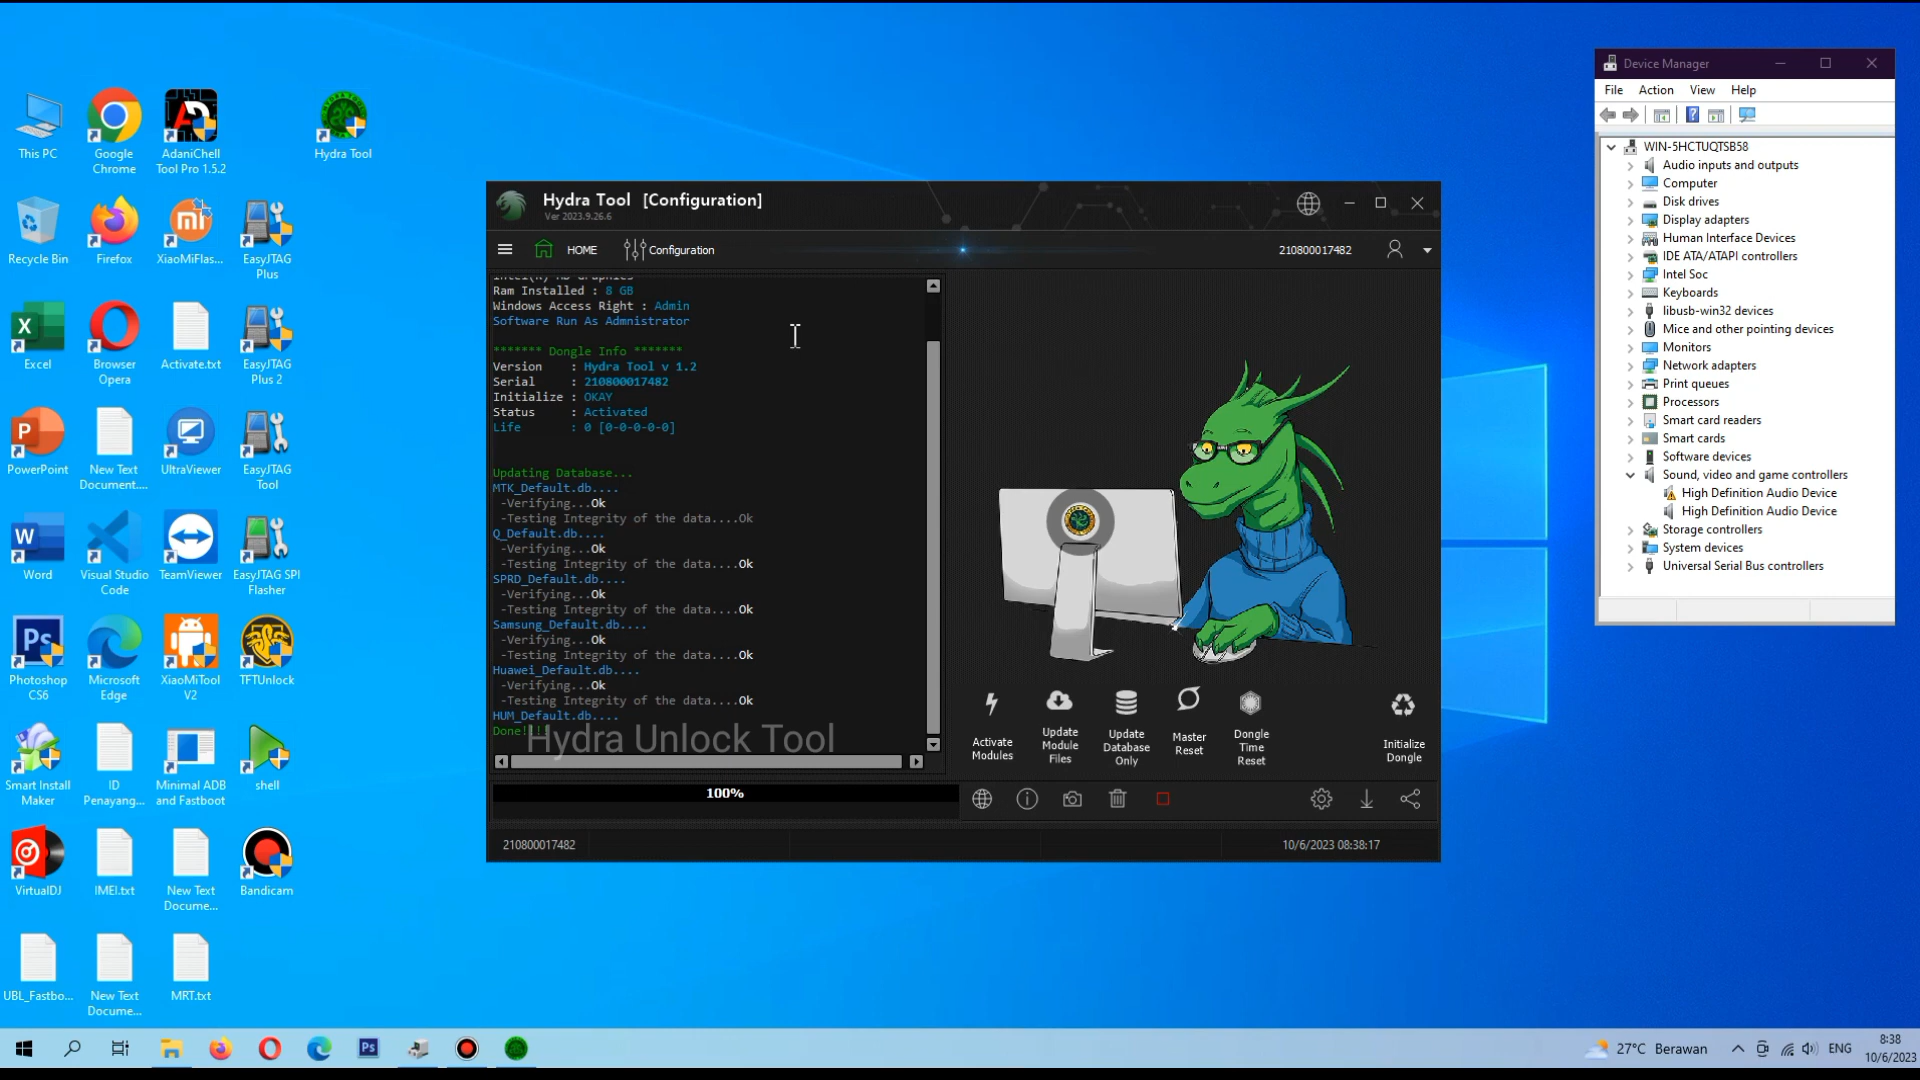 This PC
Google Chrome
AdaniChell Tool Pro 1.5.2
Hydra Tool
Recycle Bin
Firefox
XiaoMiFlas...
EasyJTAG Plus
Excel
Browser Opera
Activate.txt
EasyJTAG Plus 2
PowerPoint
New Text Document....
UltraViewer
EasyJTAG Tool
Word
Visual Studio Code
TeamViewer
EasyJTAG SPI Flasher
Photoshop CS6
Microsoft Edge
XiaoMiTool V2
TFTUnlock
Smart Install Maker
ID Penayang...
Minimal ADB and Fastboot
shell
VirtualDJ
IMEI.txt
New Text Docume...
Bandicam
UBL_Fastbo...
New Text Docume...
MRT.txt
Hydra Tool [Configuration]
Ver 2023.9.26.6
HOME
Configuration
210800017482
Ram Installed : 8 GB
Windows Access Right : Admin
Software Run As Admnistrator
******* Dongle Info *******
Version : Hydra Tool v 1.2
Serial : 210800017482
Initialize : OKAY
Status : Activated
Life : 0 [0-0-0-0-0]
Updating Database...
MTK_Default.db....
-Verifying...Ok
-Testing Integrity of the data....Ok
Q_Default.db....
-Verifying...Ok
-Testing Integrity of the data....Ok
SPRD_Default.db....
-Verifying...Ok
-Testing Integrity of the data....Ok
Samsung_Default.db....
-Verifying...Ok
-Testing Integrity of the data....Ok
Huawei_Default.db....
-Verifying...Ok
-Testing Integrity of the data....Ok
HUM_Default.db....
Done!!!!
Hydra Unlock Tool
100%
Activate Modules
Update Module Files
Update Database Only
Master Reset
Dongle Time Reset
Initialize Dongle
210800017482
10/6/2023 08:38:17
Device Manager
File Action View Help
WIN-5HCTUQTSB58
Audio inputs and outputs
Computer
Disk drives
Display adapters
Human Interface Devices
IDE ATA/ATAPI controllers
Intel Soc
Keyboards
libusb-win32 devices
Mice and other pointing devices
Monitors
Network adapters
Print queues
Processors
Smart card readers
Smart cards
Software devices
Sound, video and game controllers
High Definition Audio Device
High Definition Audio Device
Storage controllers
System devices
Universal Serial Bus controllers
27°C Berawan
ENG
8:38
10/6/2023